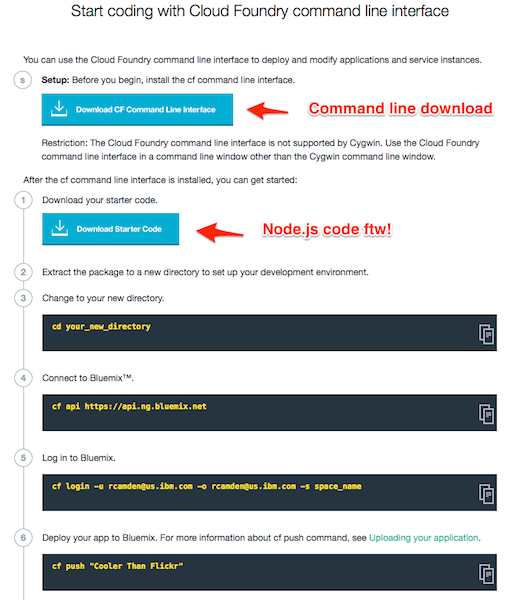 Start coding with Cloud Foundry command line interface
You can use the Cloud Foundry command line interface to deploy and modify applications and service instances.
S Setup: Before you begin, install the cf command line interface.
Download CF Command Line Interface
Command line download
Restriction: The Cloud Foundry command line interface is not supported by Cygwin. Use the Cloud Foundry
command line interface in a command line window other than the Cygwin command line window.
After the cf command line interface is installed, you can get started:
1 Download your starter code.
Download Starter Code
Node.js code ftw!
2 Extract the package to a new directory to set up your development environment.
3 Change to your new directory.
cd your_new_directory
4 Connect to Bluemix™.
cf api https://api.ng.bluemix.net
5 Log in to Bluemix.
cf login -u rcamden@us.ibm.com -o rcamden@us.ibm.com -s space_name
6 Deploy your app to Bluemix. For more information about cf push command, see Uploading your application.
cf push "Cooler Than Flickr"